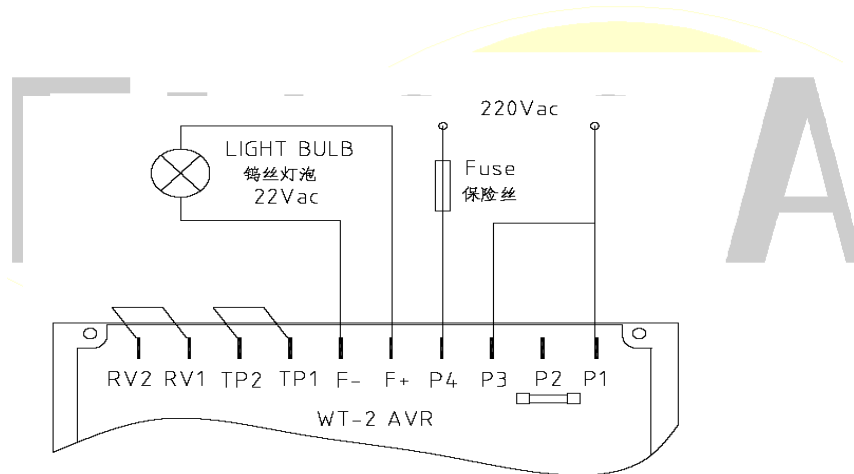 220Vac
LIGHT BULB
钨丝灯泡
22Vac
Fuse
保险丝
RV2 RV1 TP2 TP1 F- F+ P4 P3 P2 P1
WT-2 AVR